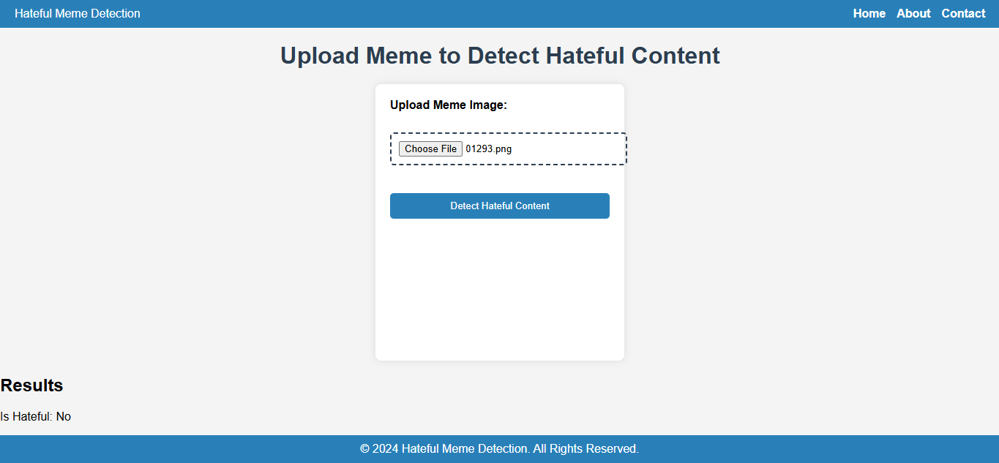 Hateful Meme Detection
Home About Contact
Upload Meme to Detect Hateful Content
Upload Meme Image:
Choose File 01293.png
Detect Hateful Content
Results
Is Hateful: No
© 2024 Hateful Meme Detection. All Rights Reserved.